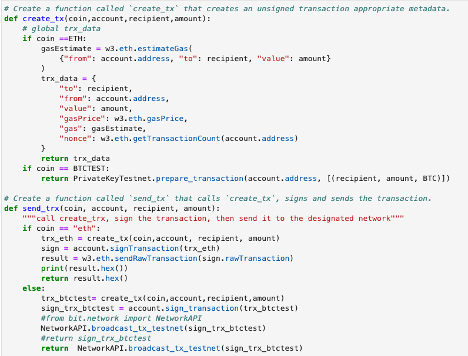 # Create a function called `create_tx` that creates an unsigned transaction appropriate metadata.
def create_tx(coin,account,recipient,amount):
    # global trx_data
    if coin ==ETH:
        gasEstimate = w3.eth.estimateGas(
            {"from": account.address, "to": recipient, "value": amount}
        )
        trx_data = {
            "to": recipient,
            "from": account.address,
            "value": amount,
            "gasPrice": w3.eth.gasPrice,
            "gas": gasEstimate,
            "nonce": w3.eth.getTransactionCount(account.address)
        }
        return trx_data
    if coin == BTCTEST:
        return PrivateKeyTestnet.prepare_transaction(account.address, [(recipient, amount, BTC)])
# Create a function called `send_tx` that calls `create_tx`, signs and sends the transaction.
def send_trx(coin, account, recipient, amount):
    """call create_trx, sign the transaction, then send it to the designated network"""
    if coin == "eth":
        trx_eth = create_tx(coin,account, recipient, amount)
        sign = account.signTransaction(trx_eth)
        result = w3.eth.sendRawTransaction(sign.rawTransaction)
        print(result.hex())
        return result.hex()
    else:
        trx_btctest= create_tx(coin,account,recipient,amount)
        sign_trx_btctest = account.sign_transaction(trx_btctest)
        #from bit.network import NetworkAPI
        NetworkAPI.broadcast_tx_testnet(sign_trx_btctest)
        #return sign_trx_btctest
        return  NetworkAPI.broadcast_tx_testnet(sign_trx_btctest)